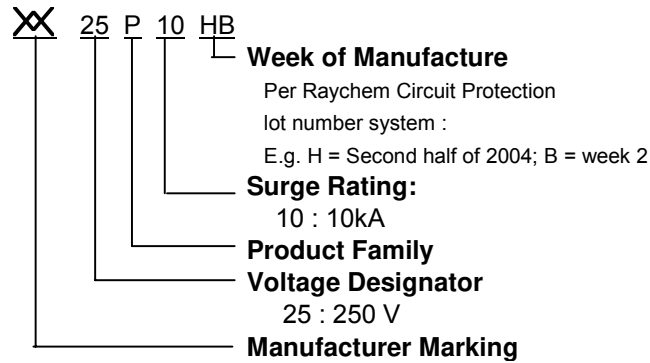 25 P 10 HB
Week of Manufacture
Per Raychem Circuit Protection
lot number system :
E.g. H = Second half of 2004; B = week 2
Surge Rating:
10 : 10kA
Product Family
Voltage Designator
25 : 250 V
Manufacturer Marking